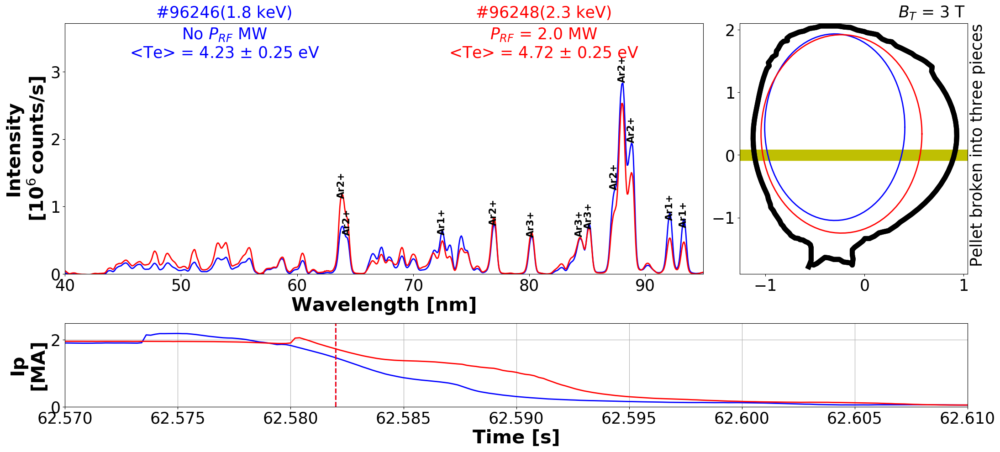 #96246(1.8 keV)
No P_RF MW
<Te> = 4.23 ± 0.25 eV
#96248(2.3 keV)
P_RF = 2.0 MW
<Te> = 4.72 ± 0.25 eV
B_T = 3 T
Intensity
[10^6 counts/s]
3
2
1
0
Ar2+
Ar2+
Ar1+
Ar2+
Ar3+
Ar3+
Ar3+
Ar2+
Ar2+
Ar2+
Ar1+
Ar1+
40 50 60 70 80 90
Wavelength [nm]
2
1
0
−1
−1 0 1
Pellet broken into three pieces
Ip
[MA]
2
0
62.570 62.575 62.580 62.585 62.590 62.595 62.600 62.605 62.610
Time [s]